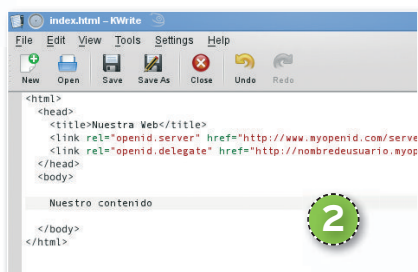 index.html – KWrite
File Edit View Tools Settings Help
New Open Save Save As Close Undo Redo
<html>
<head>
<title>Nuestra Web</title>
<link rel="openid.server" href="http://www.myopenid.com/serve
<link rel="openid.delegate" href="http://nombredeusuario.myop
</head>
<body>
Nuestro contenido
2
</body>
</html>